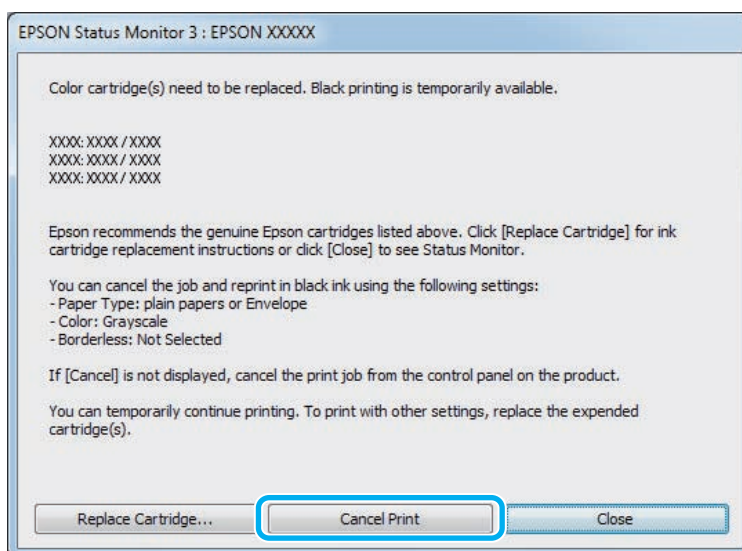 EPSON Status Monitor 3 : EPSON XXXXX
Color cartridge(s) need to be replaced. Black printing is temporarily available.
XXXX: XXXX / XXXX
XXXX: XXXX / XXXX
XXXX: XXXX / XXXX
Epson recommends the genuine Epson cartridges listed above. Click [Replace Cartridge] for ink
cartridge replacement instructions or click [Close] to see Status Monitor.
You can cancel the job and reprint in black ink using the following settings:
- Paper Type: plain papers or Envelope
- Color: Grayscale
- Borderless: Not Selected
If [Cancel] is not displayed, cancel the print job from the control panel on the product.
You can temporarily continue printing. To print with other settings, replace the expended
cartridge(s).
Replace Cartridge... Cancel Print Close